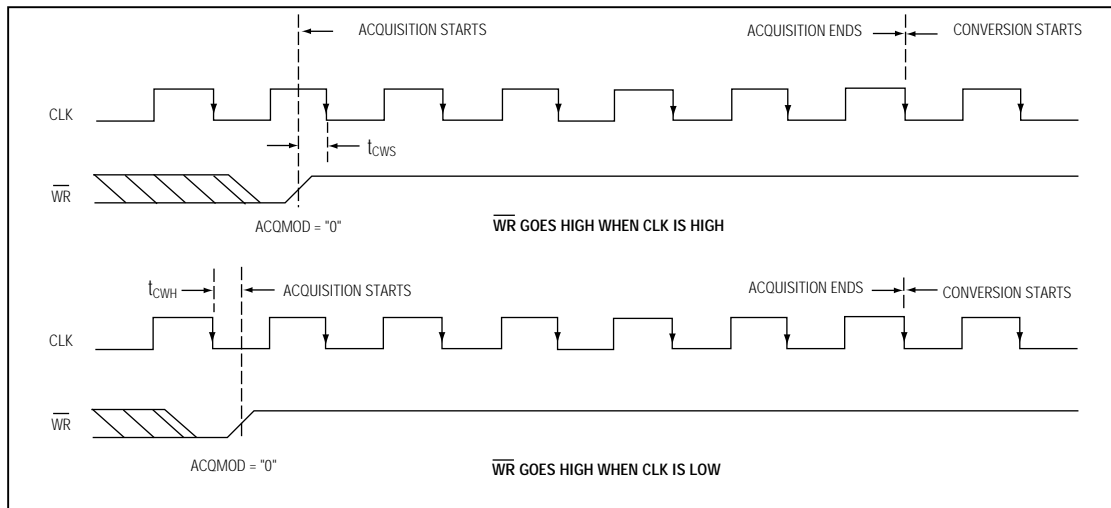 ACQUISITION STARTS
ACQUISITION ENDS
CONVERSION STARTS
CLK
tCWS
WR
ACQMOD = "0"
WR GOES HIGH WHEN CLK IS HIGH
tCWH
ACQUISITION STARTS
ACQUISITION ENDS
CONVERSION STARTS
CLK
WR
ACQMOD = "0"
WR GOES HIGH WHEN CLK IS LOW